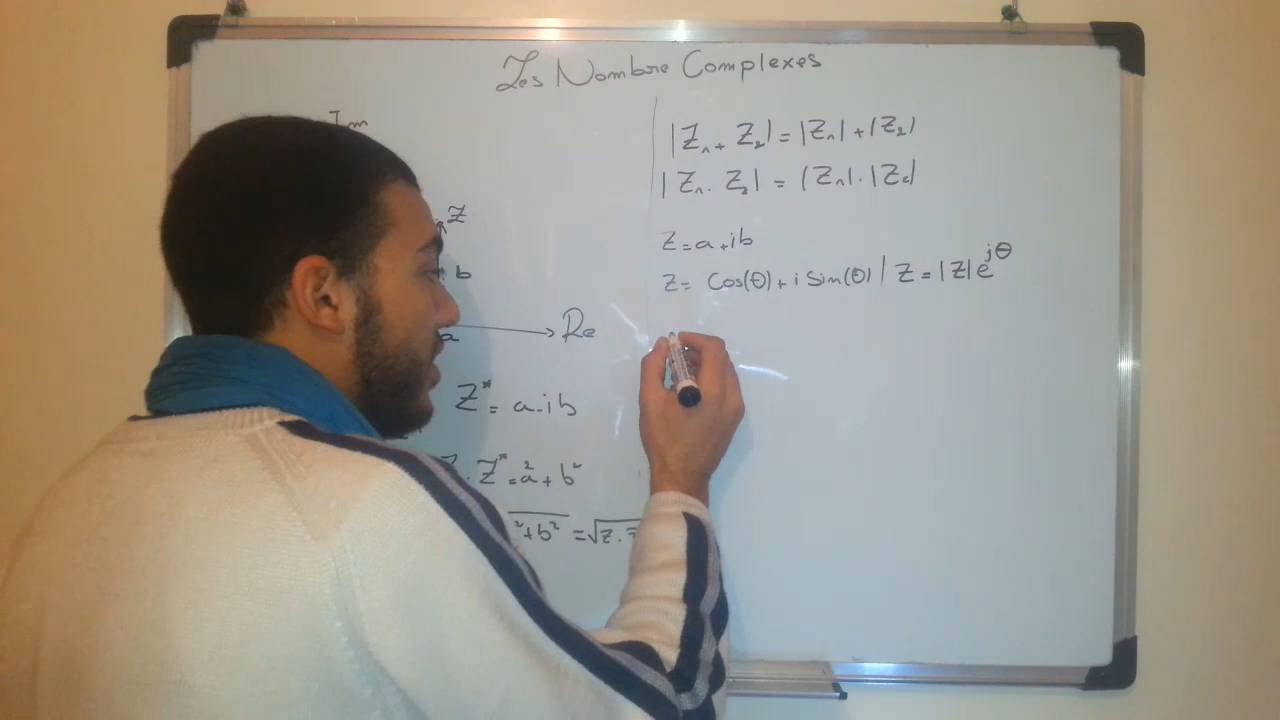 Les Nombre Complexes
Im
Z
b
a
Re
Z* = a-ib
Z. Z* = a² + b²
²+b² = √z.z
|Z₁ + Z₂| = |Z₁| + |Z₂|
|Z₁. Z₂| = |Z₁|. |Z₂|
Z = a+ib
Z = Cos(θ) + i Sin(θ) / Z = |Z| e^jθ